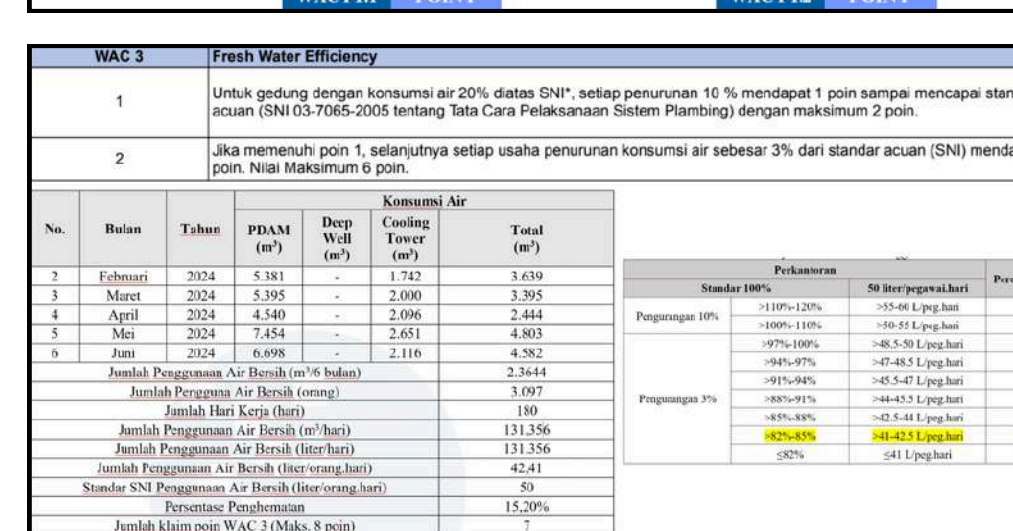 WAC P1.1 POINT WAC P1.2 POINT
WAC 3 Fresh Water Efficiency
1 Untuk gedung dengan konsumsi air 20% diatas SNI*, setiap penurunan 10 % mendapat 1 poin sampai mencapai stan
acuan (SNI 03-7065-2005 tentang Tata Cara Pelaksanaan Sistem Plambing) dengan maksimum 2 poin.
2 Jika memenuhi poin 1, selanjutnya setiap usaha penurunan konsumsi air sebesar 3% dari standar acuan (SNI) menda
poin. Nilai Maksimum 6 poin.
No. Bulan Tahun Konsumsi Air
PDAM (m³) Deep Well (m³) Cooling Tower (m³) Total (m³)
2 Februari 2024 5.381 - 1.742 3.639
3 Maret 2024 5.395 - 2.000 3.395
4 April 2024 4.540 - 2.096 2.444
5 Mei 2024 7.454 - 2.651 4.803
6 Juni 2024 6.698 - 2.116 4.582
Jumlah Penggunaan Air Bersih (m³/6 bulan) 2.3644
Jumlah Pengguna Air Bersih (orang) 3.097
Jumlah Hari Kerja (hari) 180
Jumlah Penggunaan Air Bersih (m³/hari) 131.356
Jumlah Penggunaan Air Bersih (liter/hari) 131.356
Jumlah Penggunaan Air Bersih (liter/orang.hari) 42,41
Standar SNI Penggunaan Air Bersih (liter/orang.hari) 50
Persentase Penghematan 15,20%
Jumlah klaim poin WAC 3 (Maks. 8 poin) 7
Perkantoran
Standar 100% 50 liter/pegawai.hari
Pengurangan 10% >110%-120% >55-60 L/peg.hari
>100%-110% >50-55 L/peg.hari
Pengurangan 3% >97%-100% >48.5-50 L/peg.hari
>94%-97% >47-48.5 L/peg.hari
>91%-94% >45.5-47 L/peg.hari
>88%-91% >44-45.5 L/peg.hari
>85%-88% >42.5-44 L/peg.hari
>82%-85% >41-42.5 L/peg.hari
≤82% ≤41 L/peg.hari